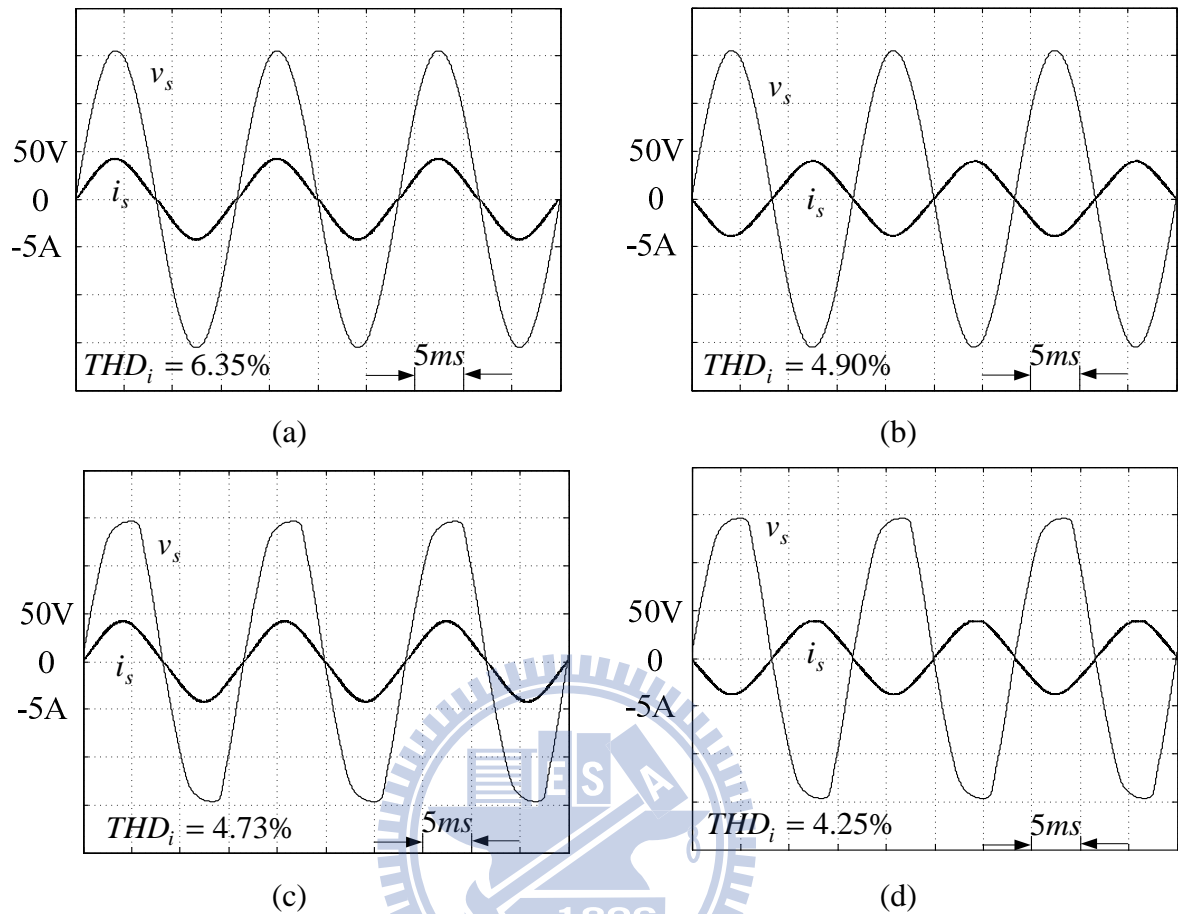 v_s
50V
i_s
0
-5A
THD_i = 6.35%
5ms
(a)
v_s
50V
i_s
0
-5A
THD_i = 4.90%
5ms
(b)
v_s
50V
0
i_s
-5A
THD_i = 4.73%
5ms
(c)
v_s
50V
0
i_s
-5A
THD_i = 4.25%
5ms
(d)
E S A
1896